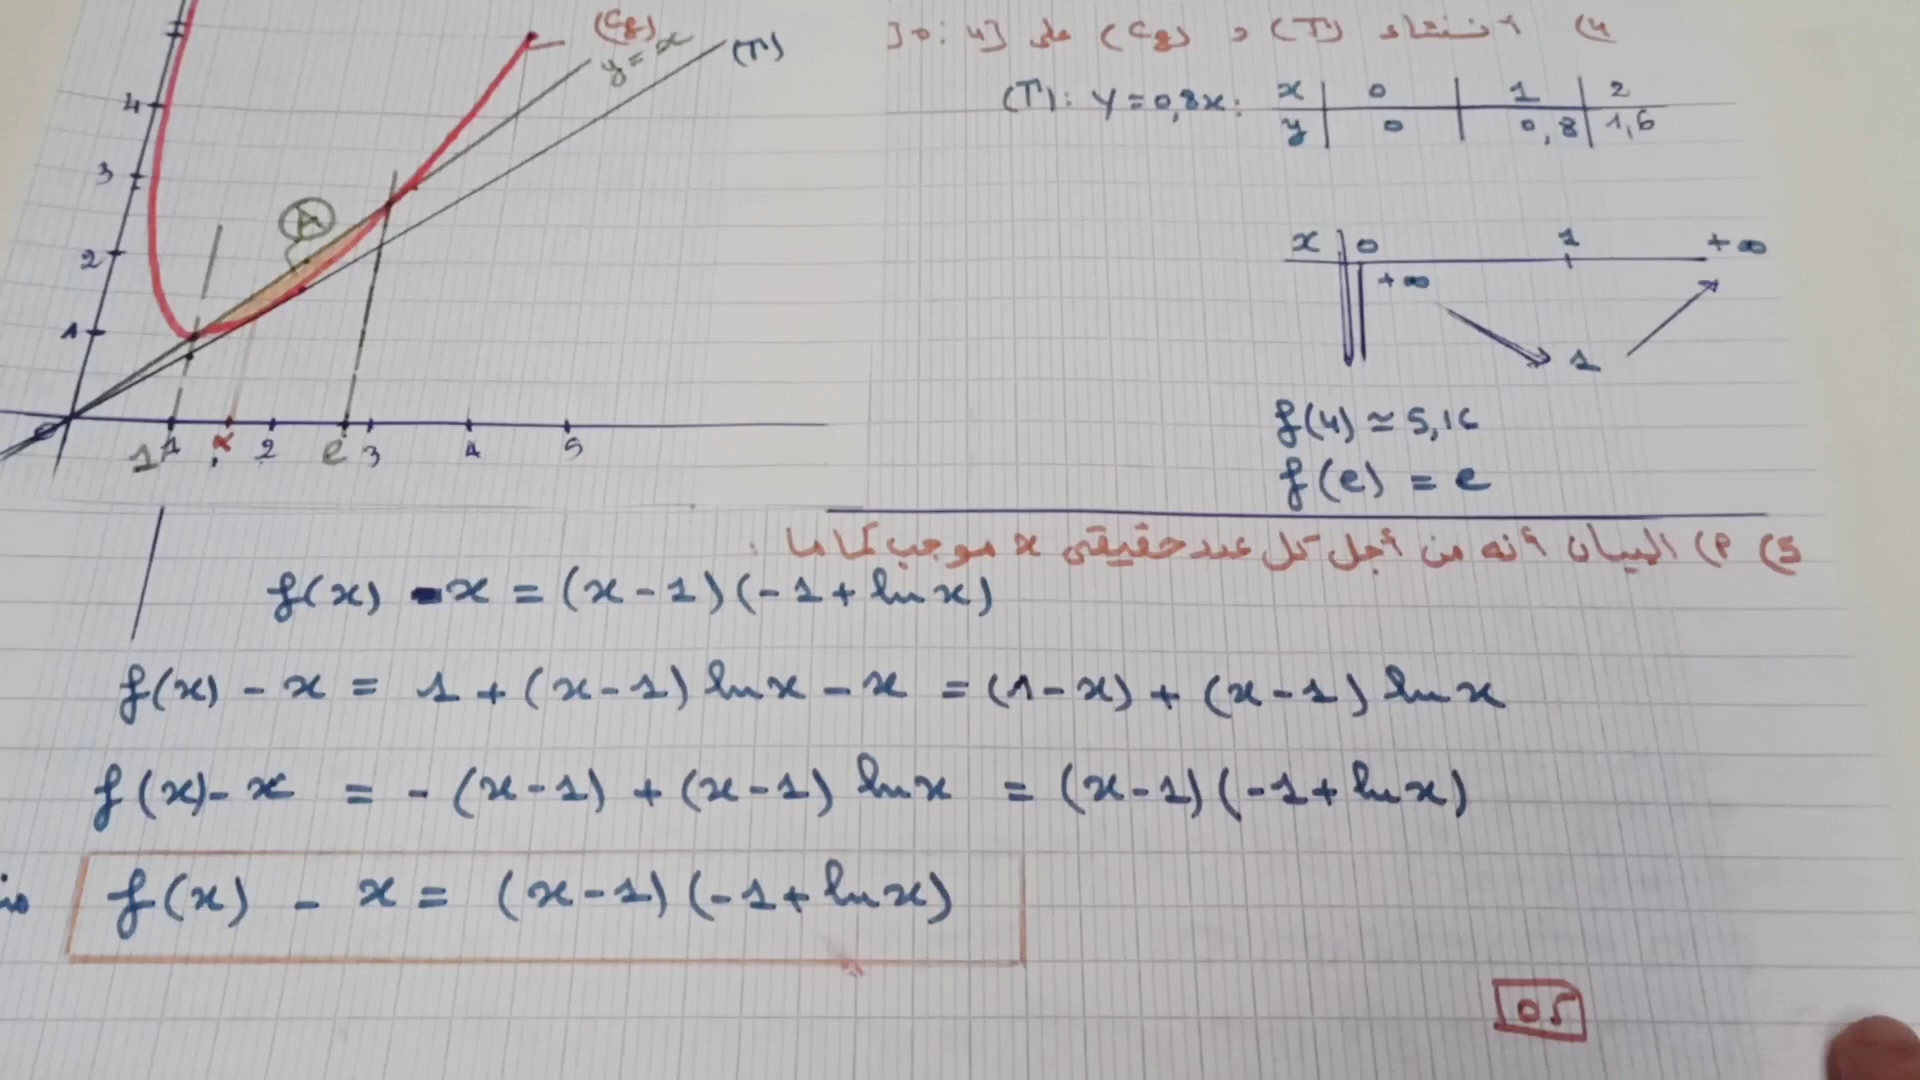 4) انشاء (T) و (Cf) على ]0 ; 4]
(T): y = 0,8x :
x | 0 | 1 | 2
y | 0 | 0,8 | 1,6
(Cf)
y = x
(T)
4
3
2
1
A
1 1 α 2 e 3 4 5
x 0 1 +∞
+∞
1
f(4) ≃ 5,16
f(e) = e
5) أ) البيان أنه من أجل كل عدد حقيقي x موجب تماما :
f(x) - x = (x-1)(-1+ln x)
f(x) - x = 1 + (x-1) ln x - x = (1-x) + (x-1) ln x
f(x) - x = -(x-1) + (x-1) ln x = (x-1)(-1+ln x)
f(x) - x = (x-1)(-1+ln x)
05